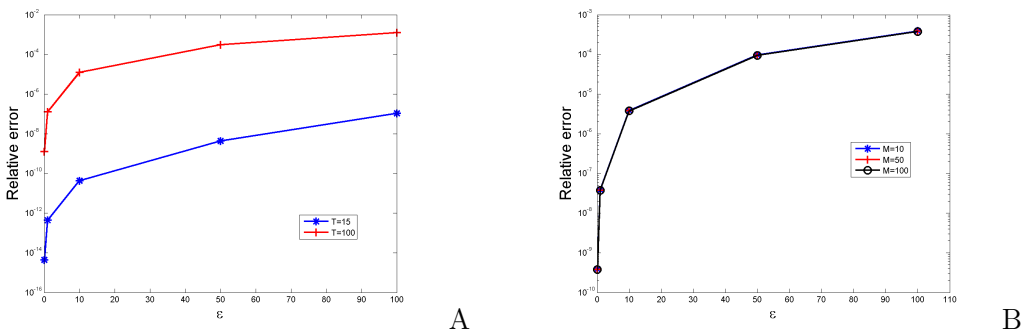 10^-2
10^-4
10^-6
10^-8
10^-10
10^-12
10^-14
10^-16
Relative error
0 10 20 30 40 50 60 70 80 90 100
ε
T=15
T=100
A
10^-3
10^-4
10^-5
10^-6
10^-7
10^-8
10^-9
10^-10
Relative error
0 10 20 30 40 50 60 70 80 90 100 110
ε
M=10
M=50
M=100
B